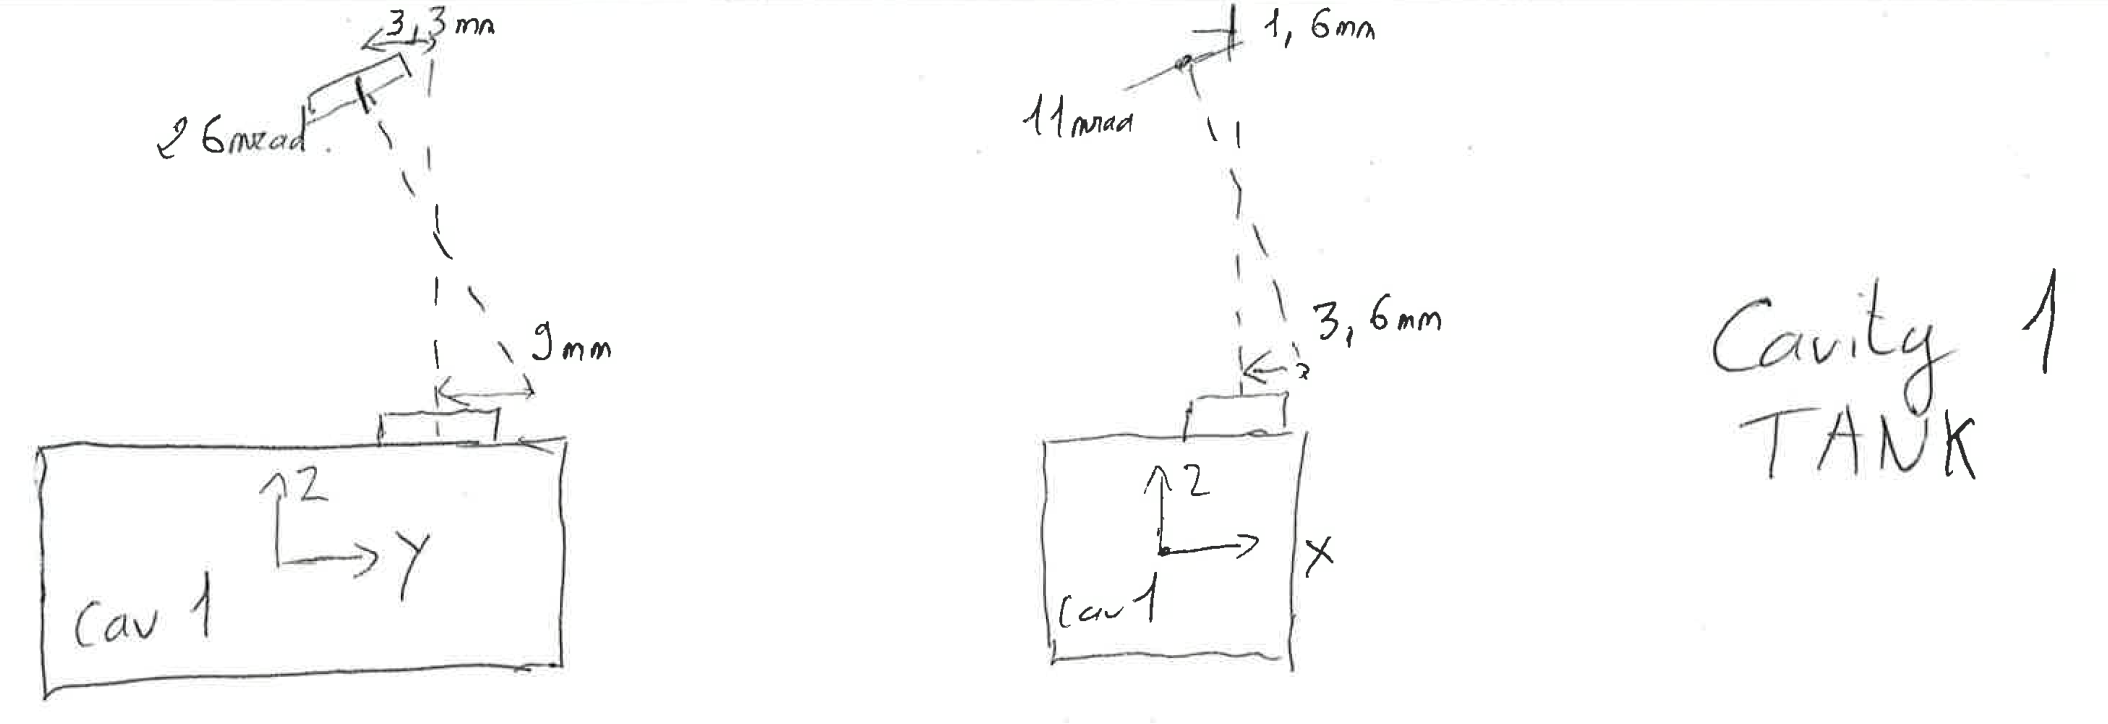 3,3mm
26mrad.
9mm
Z
Y
Cav 1
1,6mm
11mrad
3,6mm
Z
X
Cav 1
Cavity 1
TANK